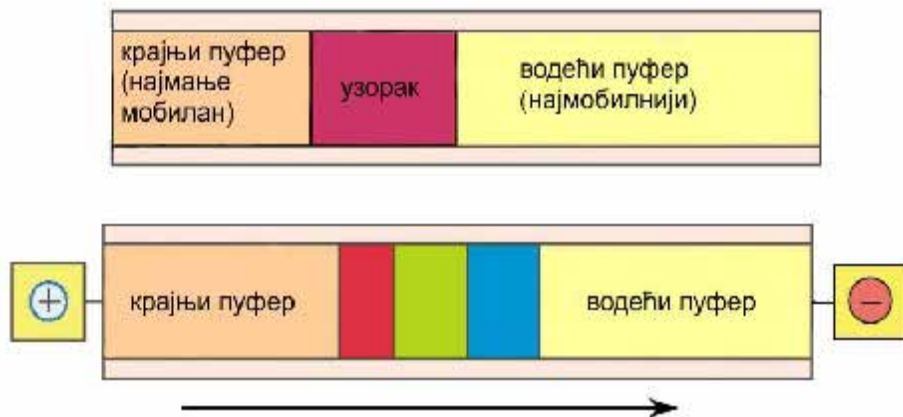 крајњи пуфер
(најмање
мобилан)
узорак
водећи пуфер
(најмобилнији)
+
крајњи пуфер
водећи пуфер
−